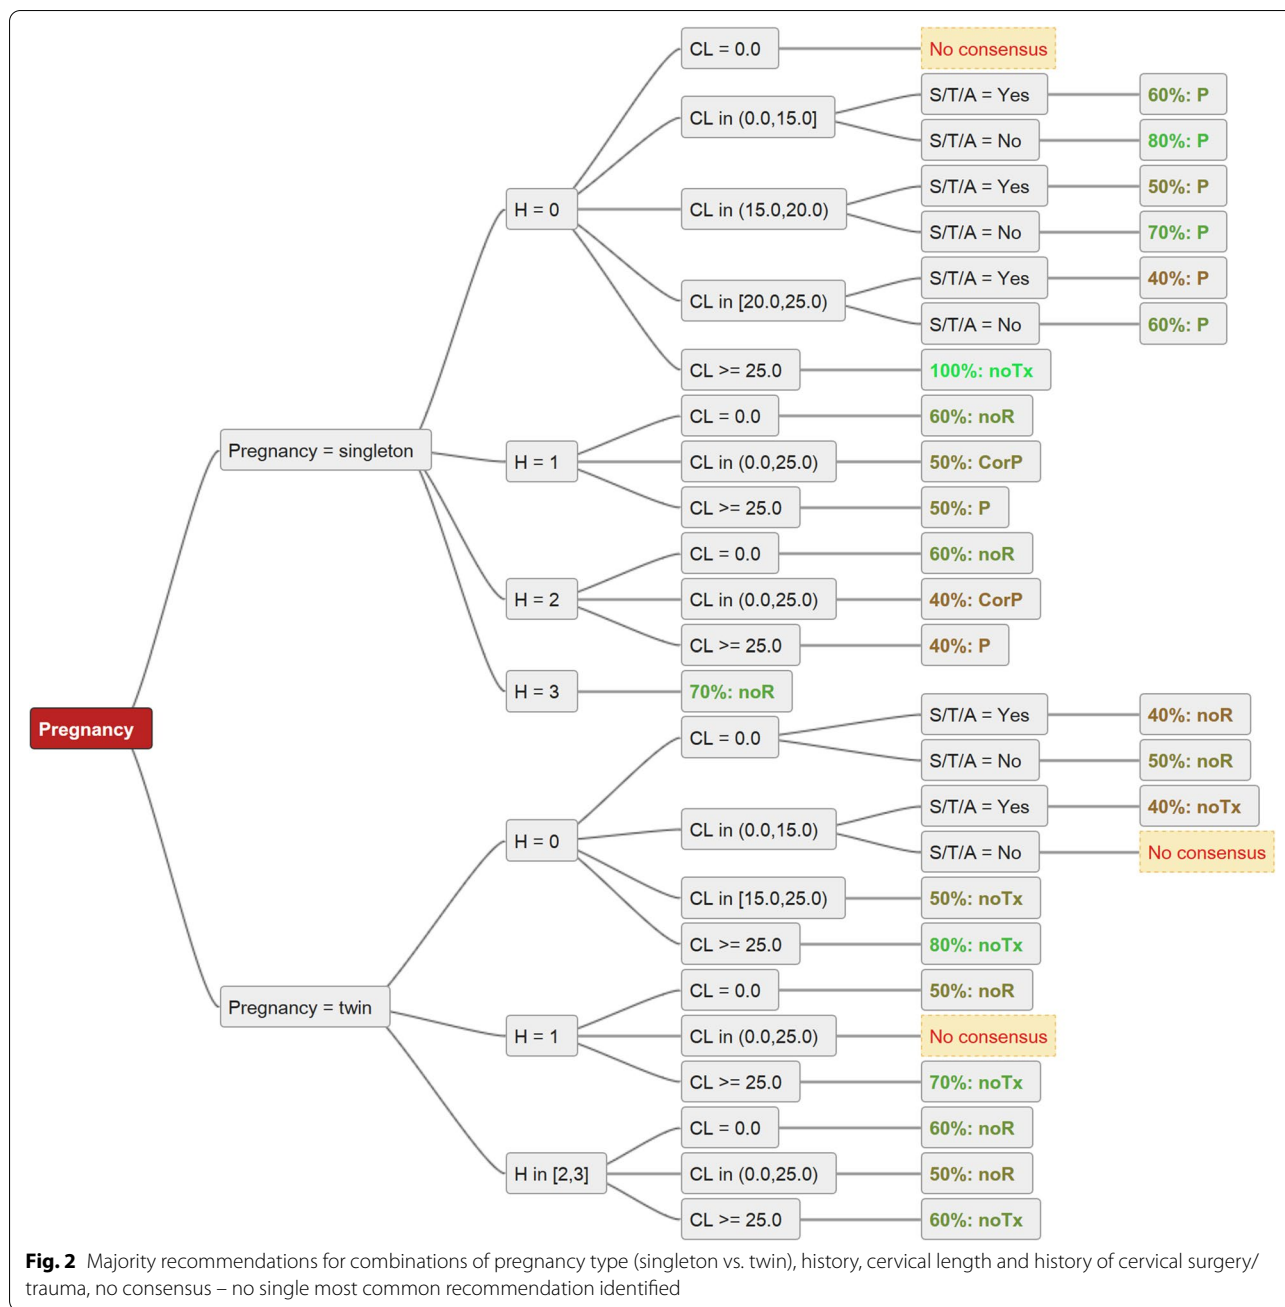 CL = 0.0
No consensus
S/T/A = Yes
60%: P
CL in (0.0,15.0]
S/T/A = No
80%: P
S/T/A = Yes
50%: P
H = 0
CL in (15.0,20.0)
S/T/A = No
70%: P
S/T/A = Yes
40%: P
CL in [20.0,25.0)
S/T/A = No
60%: P
CL >= 25.0
100%: noTx
CL = 0.0
60%: noR
Pregnancy = singleton
H = 1
CL in (0.0,25.0)
50%: CorP
CL >= 25.0
50%: P
CL = 0.0
60%: noR
H = 2
CL in (0.0,25.0)
40%: CorP
CL >= 25.0
40%: P
H = 3
70%: noR
Pregnancy
S/T/A = Yes
40%: noR
CL = 0.0
S/T/A = No
50%: noR
S/T/A = Yes
40%: noTx
H = 0
CL in (0.0,15.0)
S/T/A = No
No consensus
CL in [15.0,25.0)
50%: noTx
CL >= 25.0
80%: noTx
Pregnancy = twin
CL = 0.0
50%: noR
H = 1
CL in (0.0,25.0)
No consensus
CL >= 25.0
70%: noTx
CL = 0.0
60%: noR
H in [2,3]
CL in (0.0,25.0)
50%: noR
CL >= 25.0
60%: noTx
Fig. 2 Majority recommendations for combinations of pregnancy type (singleton vs. twin), history, cervical length and history of cervical surgery/
trauma, no consensus – no single most common recommendation identified